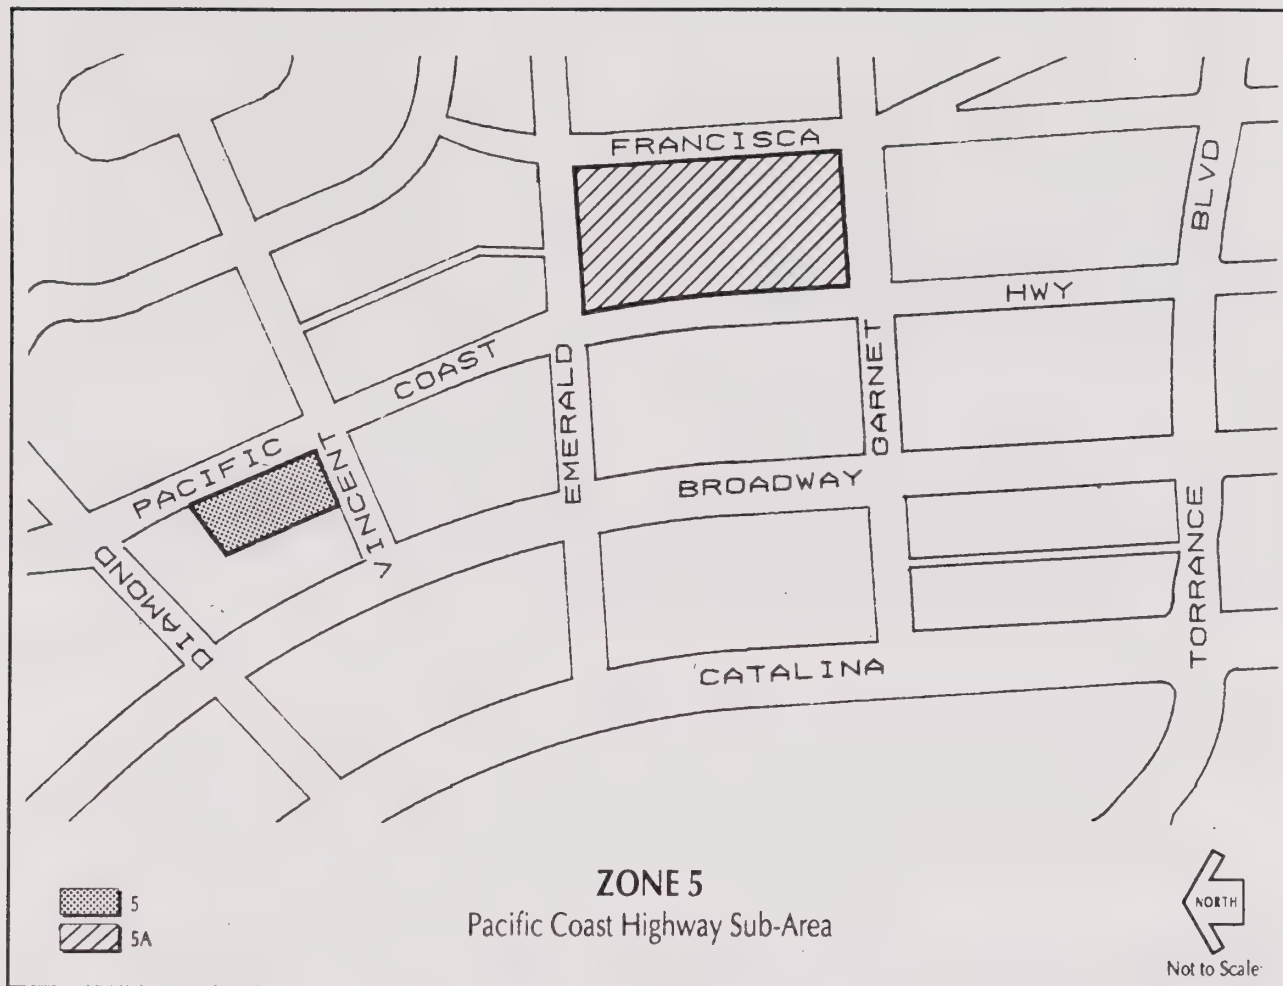 FRANCISCA
BLVD
HWY
COAST
EMERALD
GARNET
PACIFIC
VINCENT
BROADWAY
DIAMOND
TORRANCE
CATALINA
ZONE 5
Pacific Coast Highway Sub-Area
5
5A
NORTH
Not to Scale